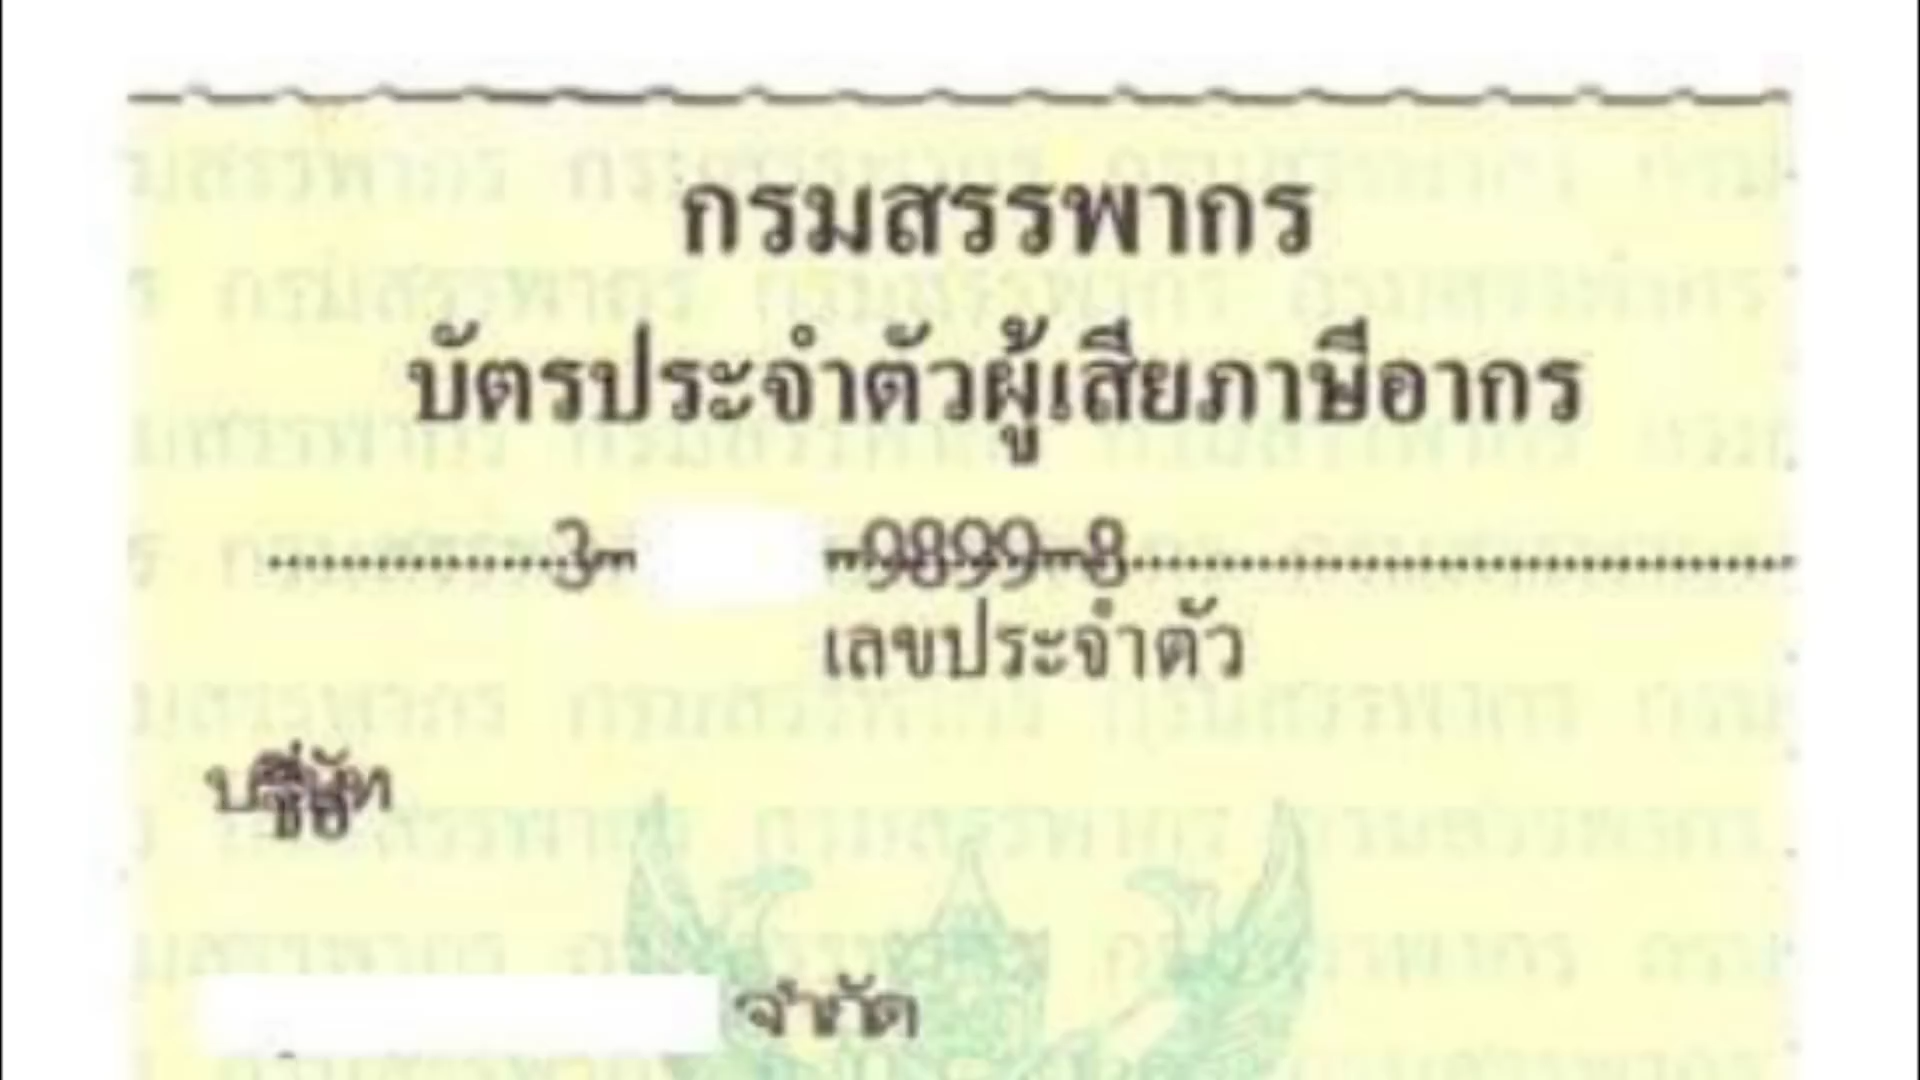 กรมสรรพากร
บัตรประจำตัวผู้เสียภาษีอากร
3- -9899-8
เลขประจำตัว
บริษัท
ชื่อ
จำกัด